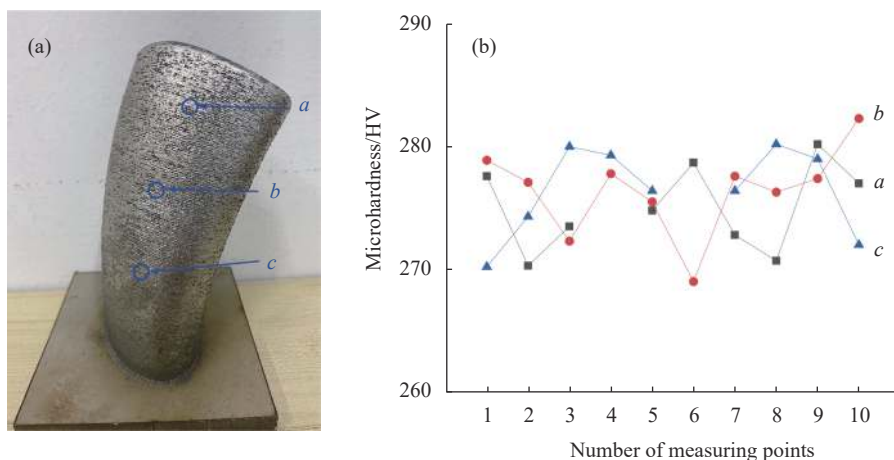 (a)
a
b
c
(b)
Microhardness/HV
290
280
270
260
b
a
c
1 2 3 4 5 6 7 8 9 10
Number of measuring points